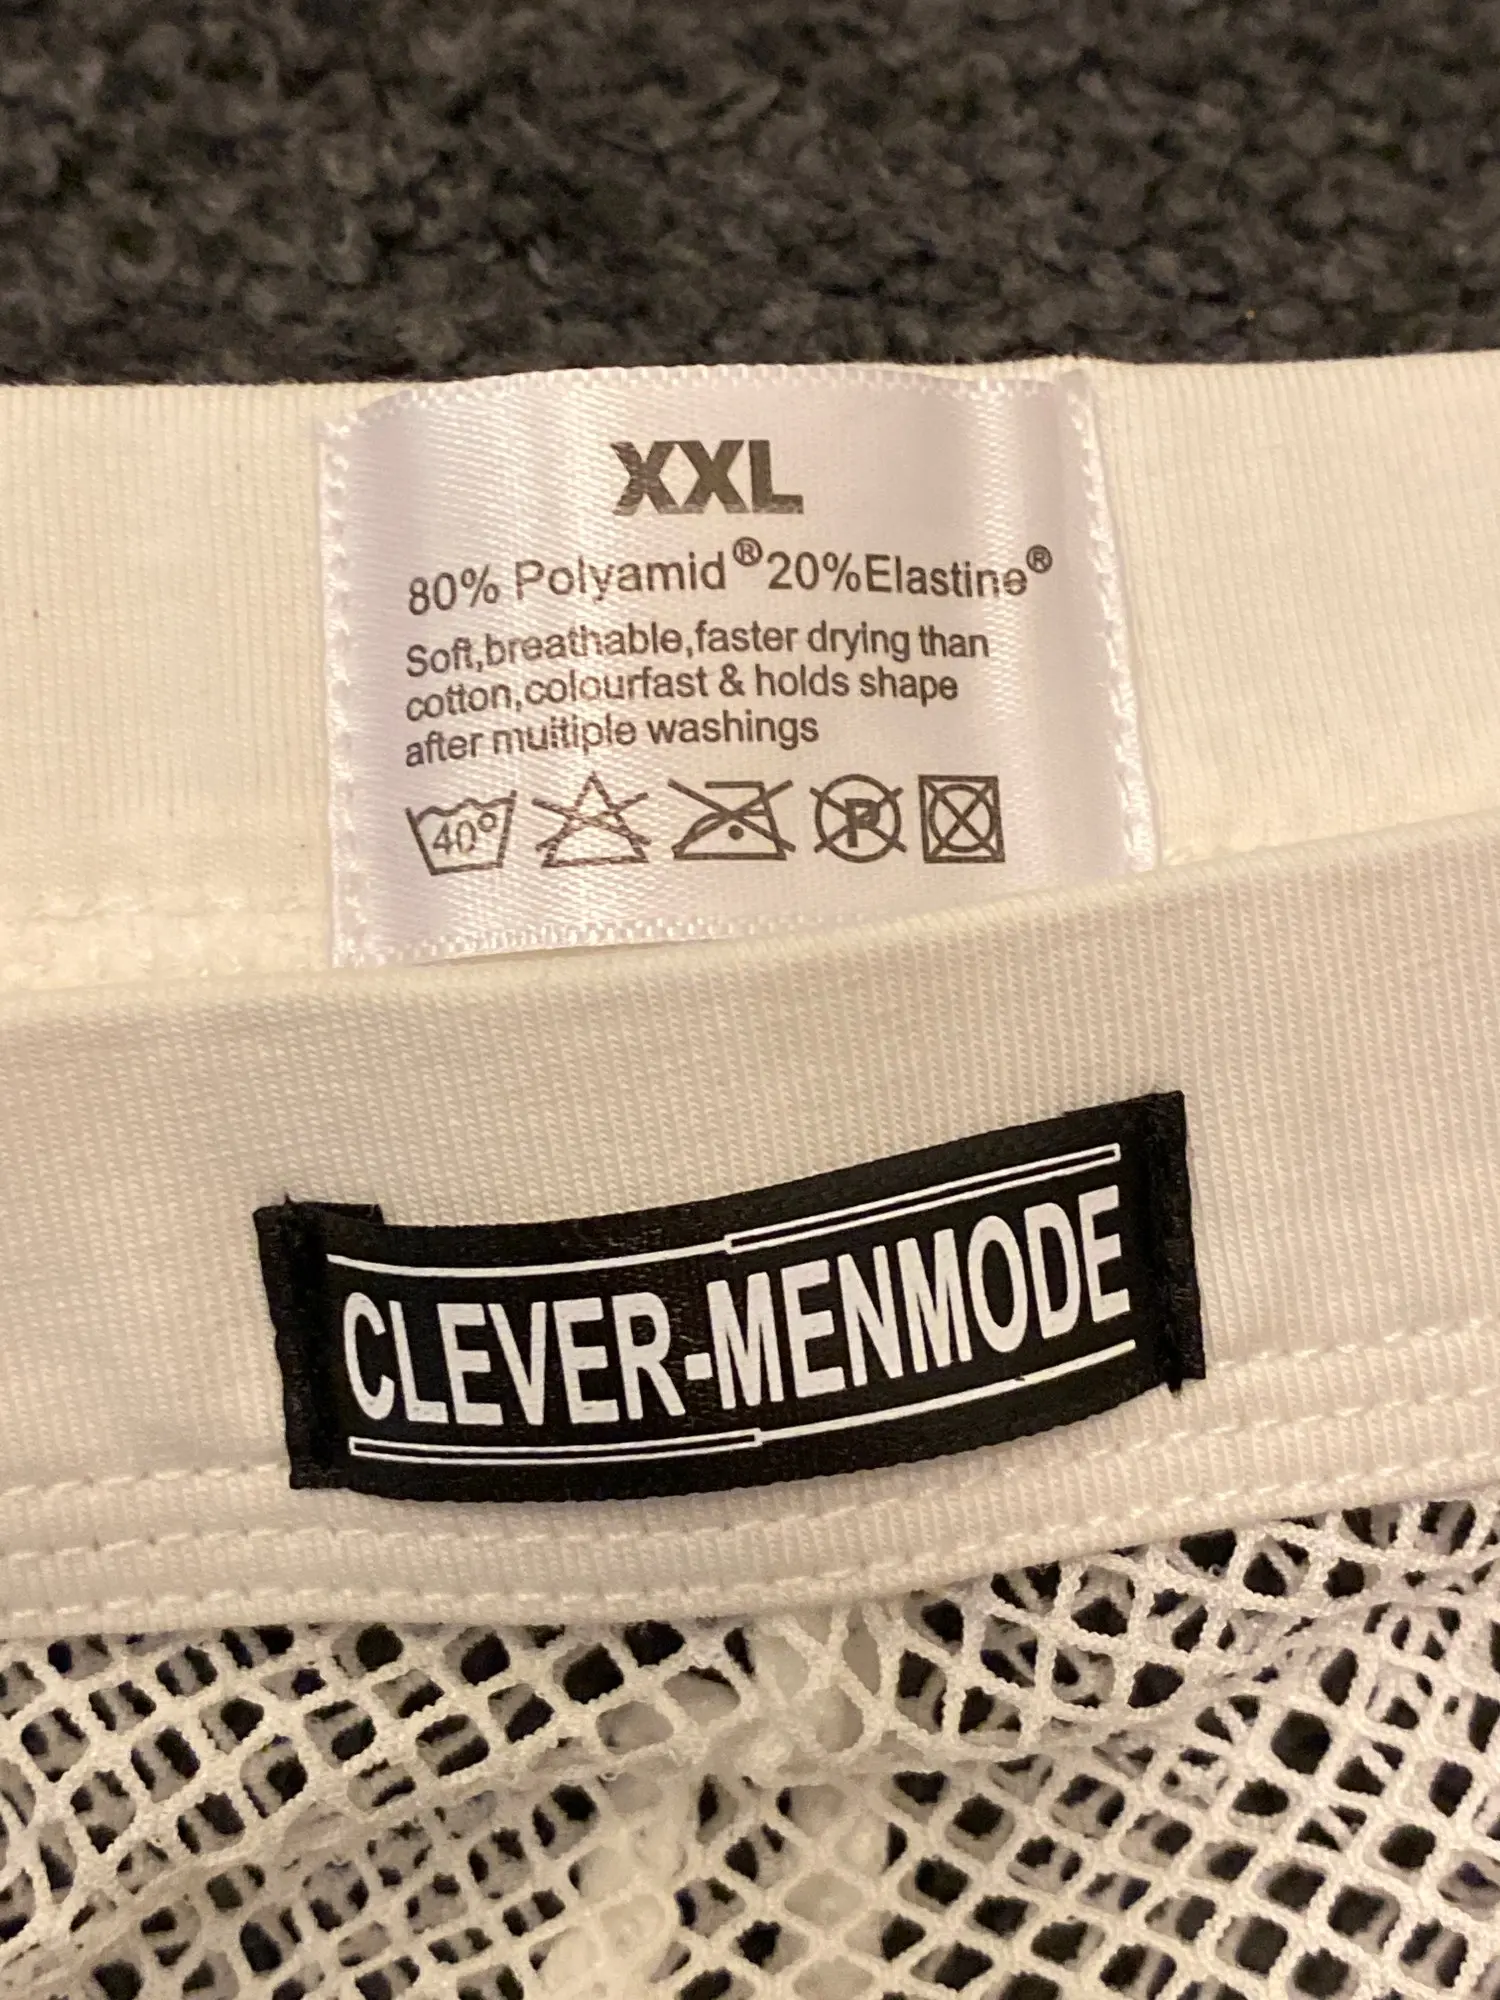 XXL
80% Polyamid® 20%Elastine®
Soft,breathable,faster drying than
cotton,colourfast & holds shape
after multiple washings
40° P
CLEVER-MENMODE